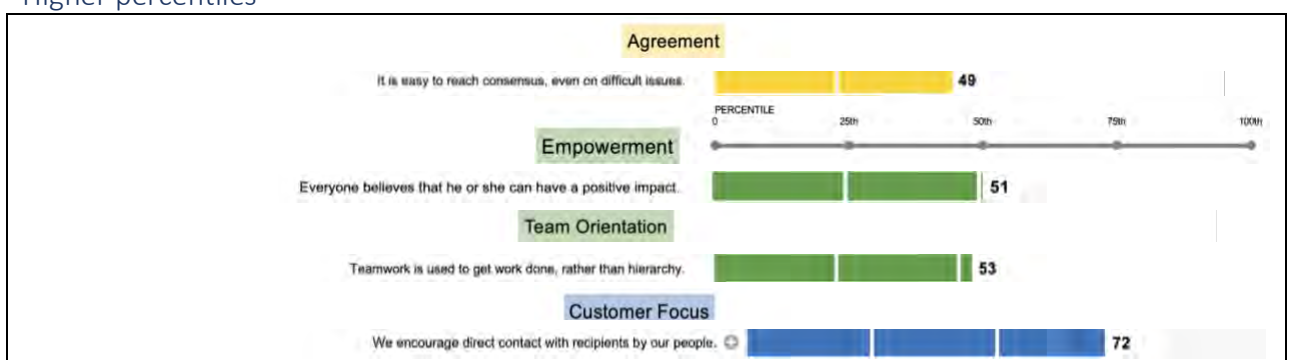 Higher percentiles
Agreement
It is easy to reach consensus, even on difficult issues. 49
PERCENTILE
0 25th 50th 75th 100th
Empowerment
Everyone believes that he or she can have a positive impact. 51
Team Orientation
Teamwork is used to get work done, rather than hierarchy. 53
Customer Focus
We encourage direct contact with recipients by our people. 72